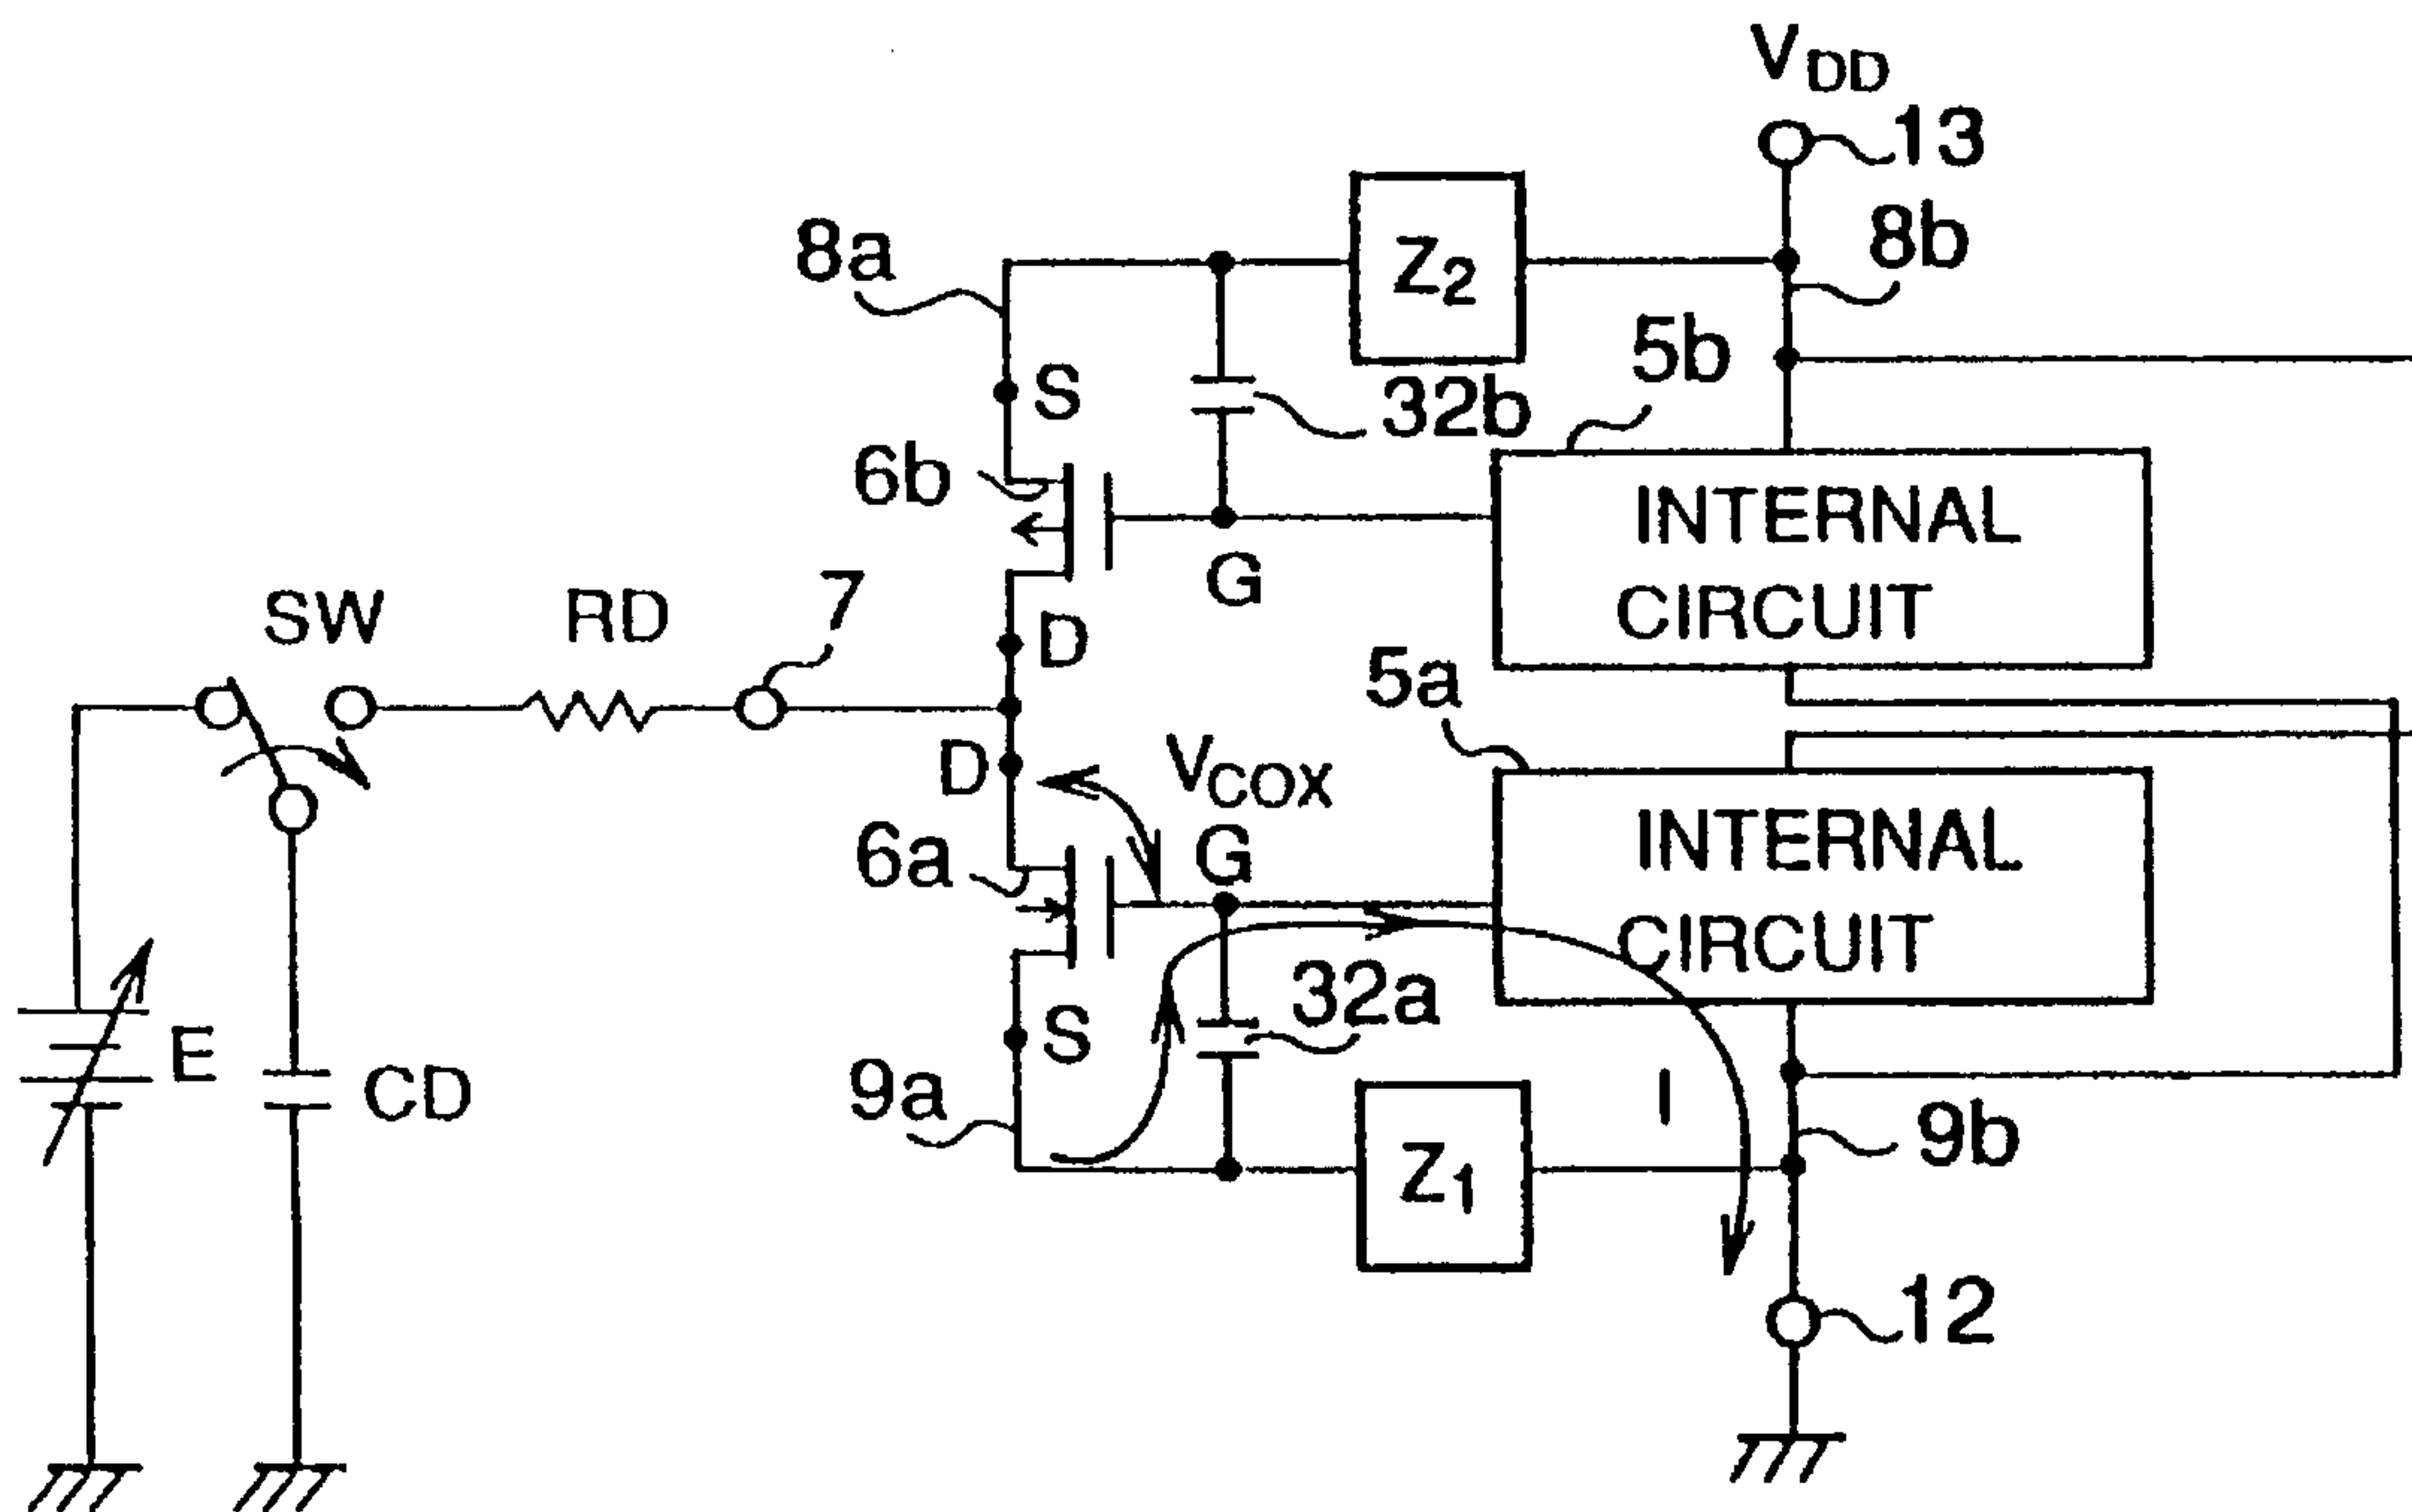 VDD
13
8a
Z2
8b
5b
S
32b
6b
INTERNAL
CIRCUIT
G
SW
RD
7
D
5a
D
VCOX
G
6a
INTERNAL
CIRCUIT
32a
S
E
CD
9a
I
Z1
9b
12